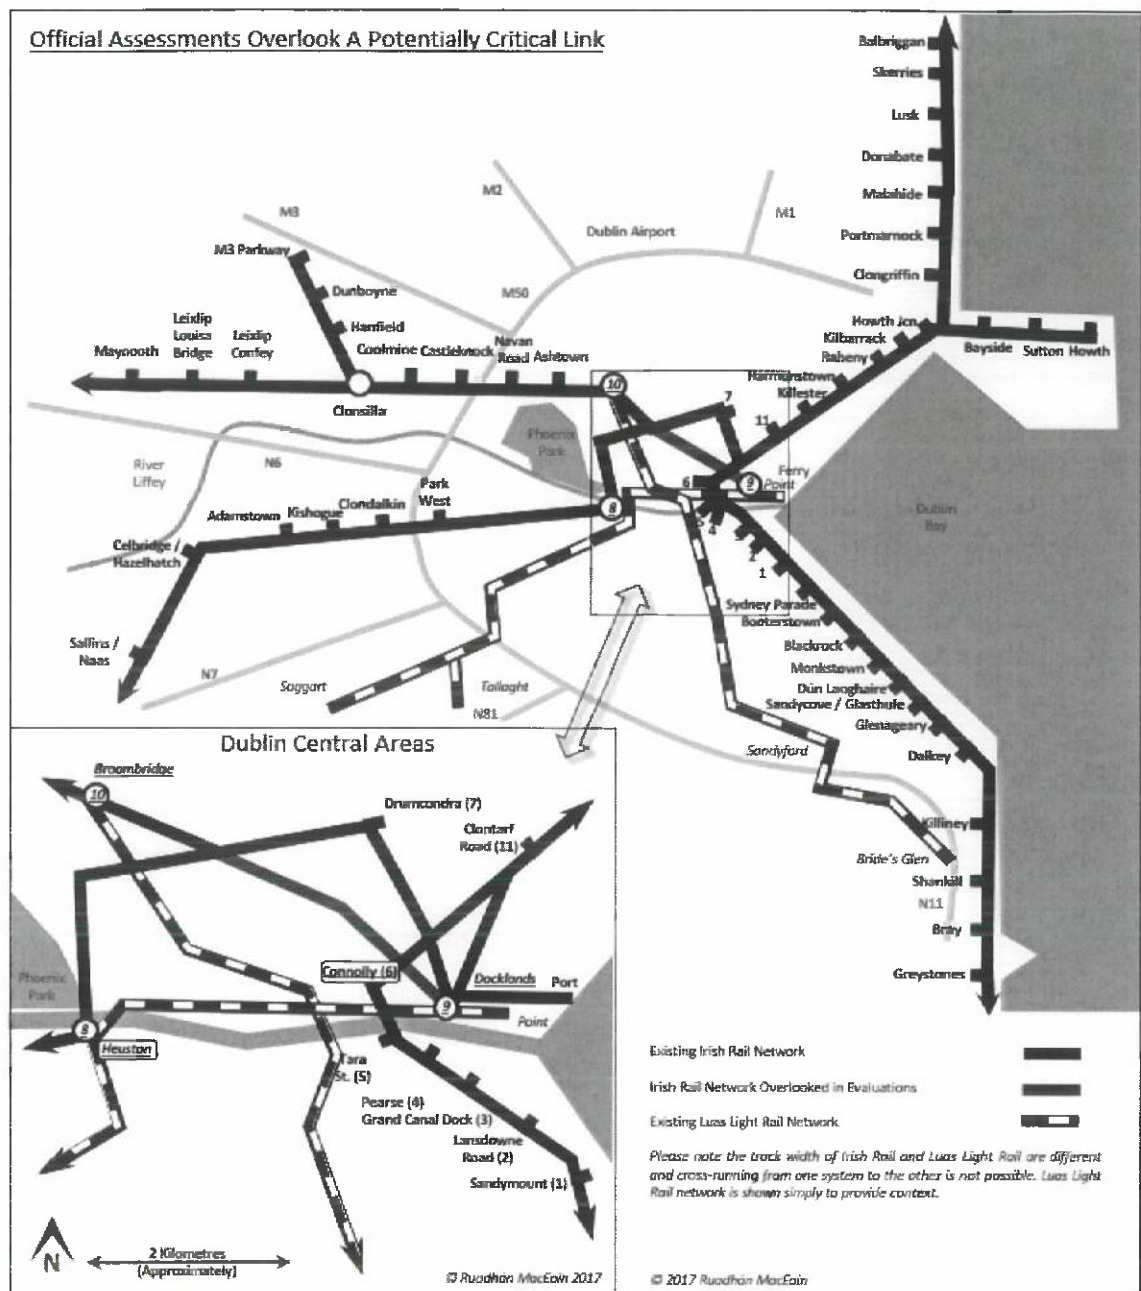 Official Assessments Overlook A Potentially Critical Link
Balbriggan
Skerries
Lusk
Donabate
Malahide
Portmarnock
Clongriffin
Howth Jcn
Kilbarrack
Raheny
Harmonstown
Killester
11
Bayside
Sutton
Howth
M3
M2
M1
Dublin Airport
M50
M3 Parkway
Dunboyne
Hanfield
Leixlip
Louisa
Bridge
Leixlip
Confey
Maynooth
Coolmine
Castleknock
Navan
Road
Ashtown
10
7
Clonsilla
Phoenix
Park
River
Liffey
N6
Park
West
Clondalkin
Kishogue
Adamstown
Celbridge /
Hazelhatch
Sallins /
Naas
8
6
9
Ferry
Point
4
3
2
1
Dublin
Bay
Sydney Parade
Booterstown
Blackrock
Monkstown
Dún Laoghaire
Sandycove / Glasthule
Glenageary
Dalkey
Killiney
Shankill
Bray
Greystones
N7
Saggart
Tallaght
N81
Sandyford
Bride's Glen
N11
Dublin Central Areas
Broombridge
10
Drumcondra (7)
Clontarf
Road (11)
Connolly (6)
Docklands
Port
9
Point
Phoenix
Park
8
Heuston
Tara
St. (5)
Pearse (4)
Grand Canal Dock (3)
Lansdowne
Road (2)
Sandymount (1)
N
2 Kilometres
(Approximately)
© Ruadhán MacEoin 2017
Existing Irish Rail Network
Irish Rail Network Overlooked in Evaluations
Existing Luas Light Rail Network
Please note the track width of Irish Rail and Luas Light Rail are different
and cross-running from one system to the other is not possible. Luas Light
Rail network is shown simply to provide context.
© 2017 Ruadhán MacEoin